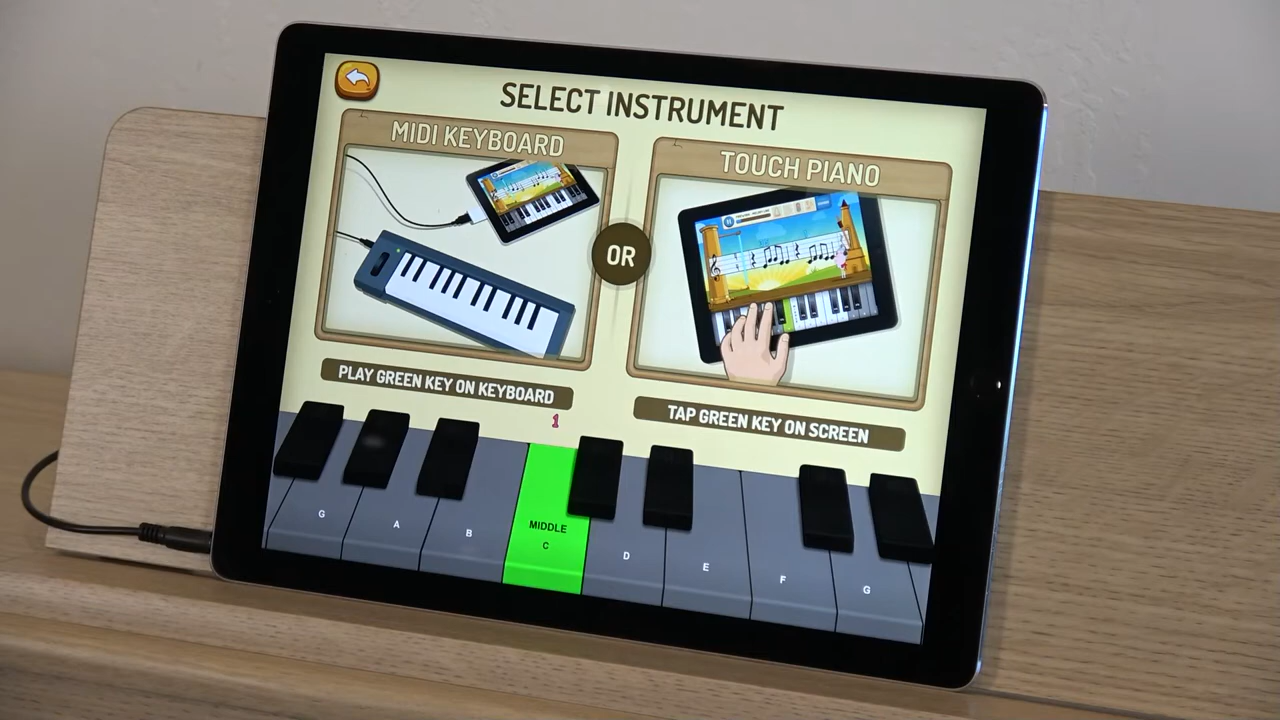 SELECT INSTRUMENT
MIDI KEYBOARD
TOUCH PIANO
OR
PLAY GREEN KEY ON KEYBOARD
TAP GREEN KEY ON SCREEN
1
G A B MIDDLE C D E F G